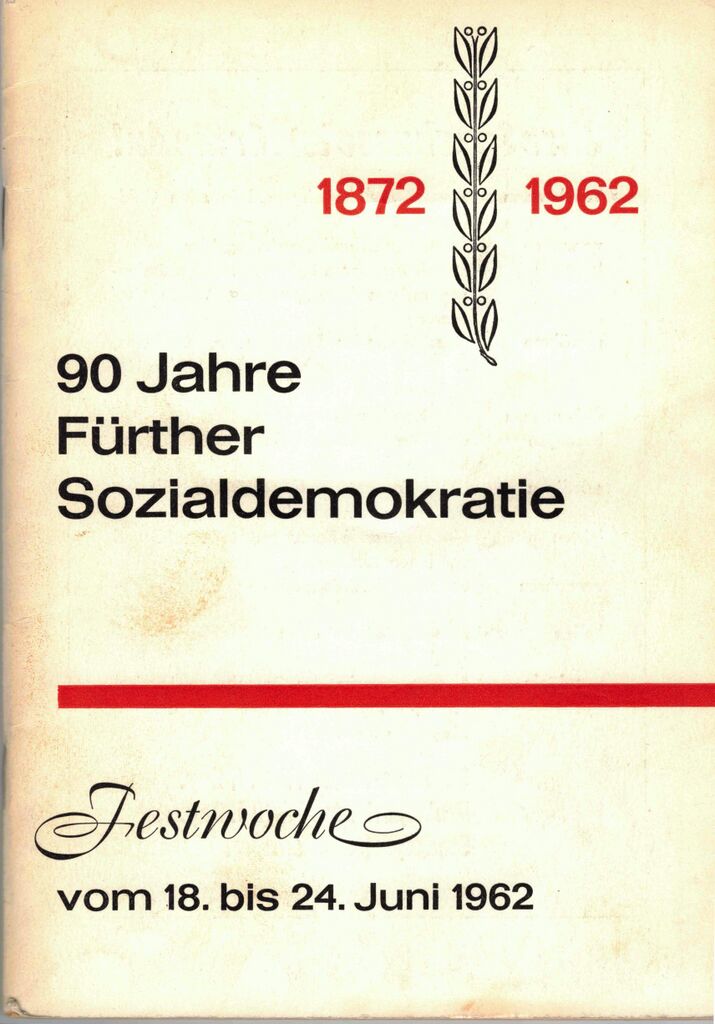 1872 1962
90 Jahre
Fürther
Sozialdemokratie
Festwoche
vom 18. bis 24. Juni 1962